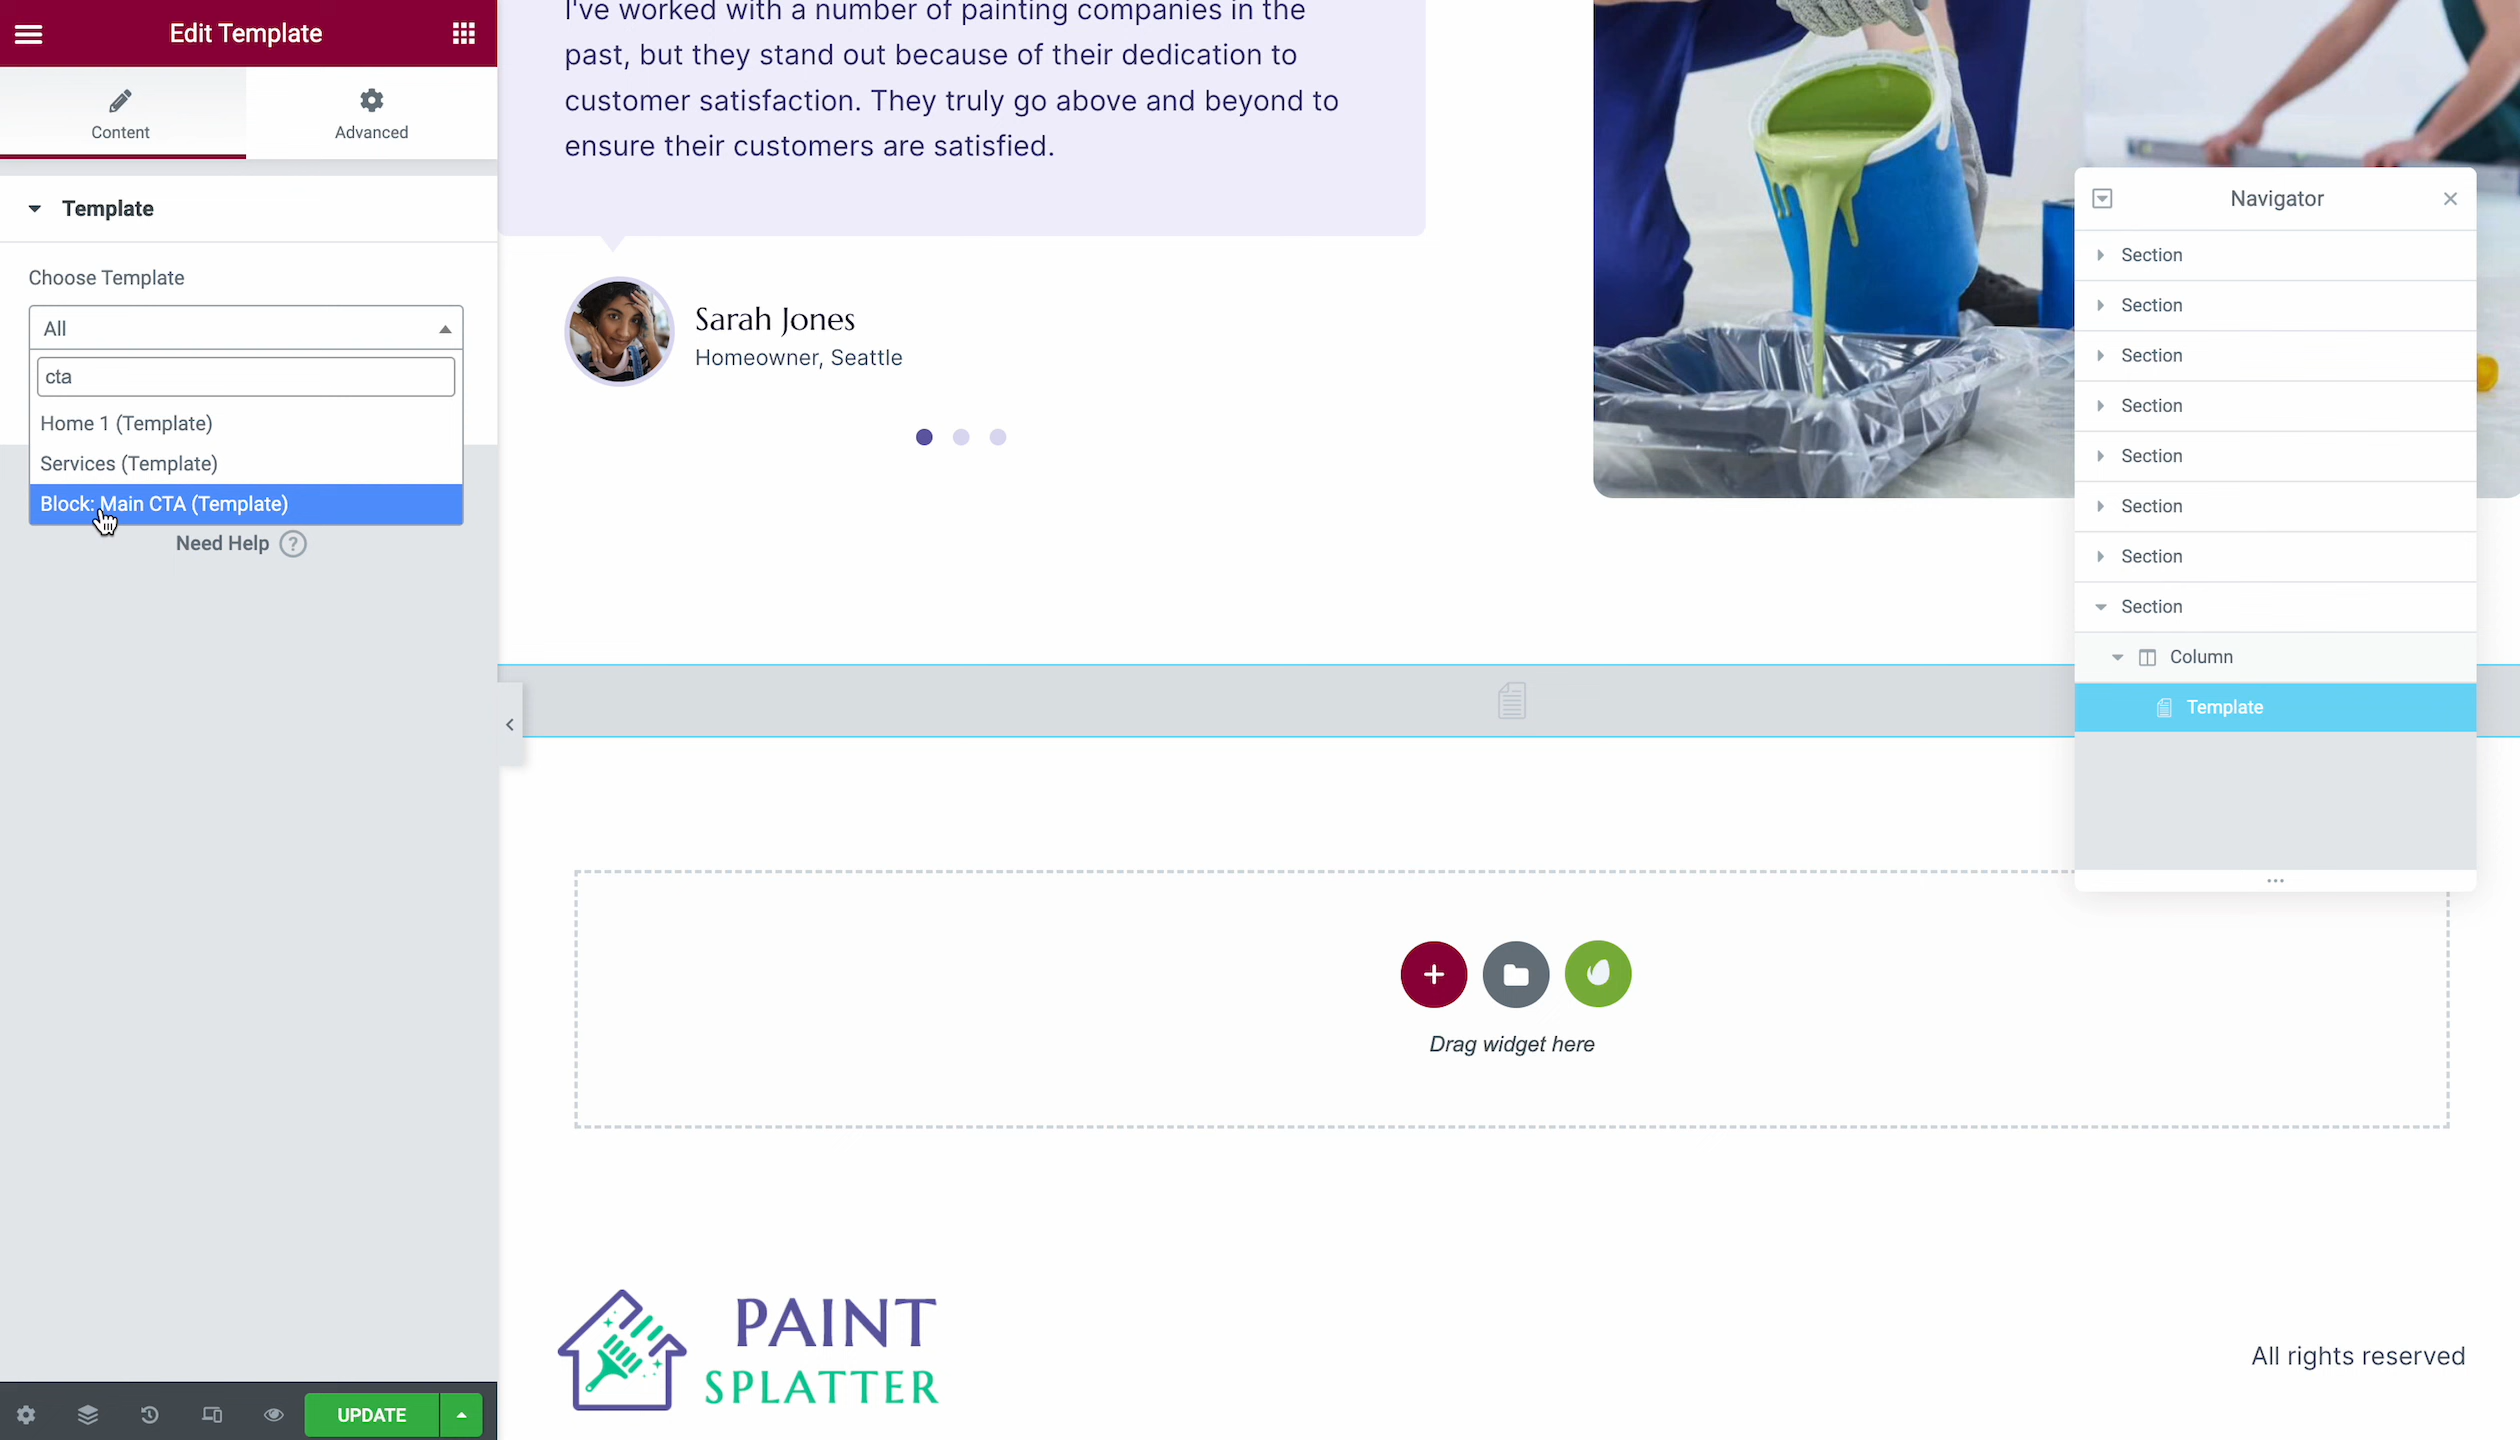 Edit Template
Content
Advanced
Template
Choose Template
All
cta
Home 1 (Template)
Services (Template)
Block: Main CTA (Template)
Need Help ?
UPDATE
I've worked with a number of painting companies in the
past, but they stand out because of their dedication to
customer satisfaction. They truly go above and beyond to
ensure their customers are satisfied.
Sarah Jones
Homeowner, Seattle
Drag widget here
PAINT
SPLATTER
All rights reserved
Navigator
Section
Section
Section
Section
Section
Section
Section
Section
Column
Template